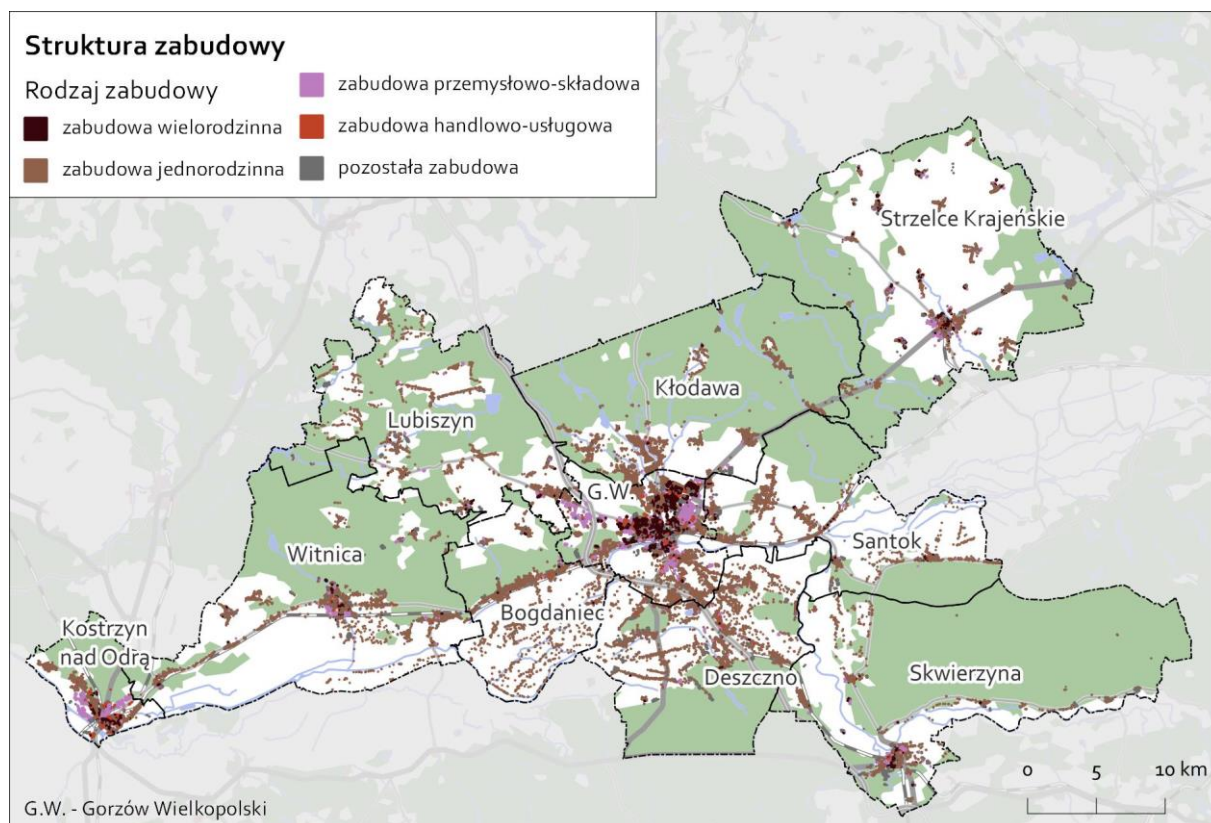 Struktura zabudowy
Rodzaj zabudowy
zabudowa wielorodzinna
zabudowa jednorodzinna
zabudowa przemysłowo-składowa
zabudowa handlowo-usługowa
pozostała zabudowa
Strzelce Krajeńskie
Kłodawa
Lubiszyn
G.W.
Witnica
Santok
Bogdaniec
Kostrzyn
nad Odrą
Deszczno
Skwierzyna
0 5 10 km
G.W. - Gorzów Wielkopolski